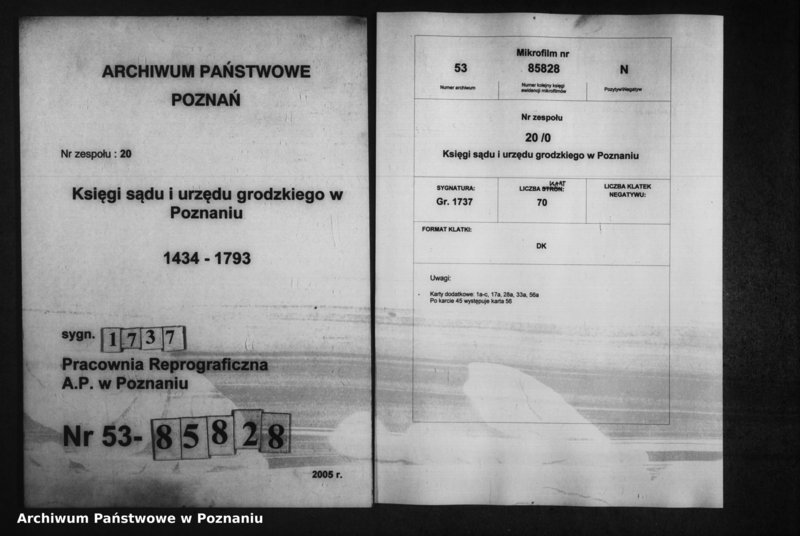 ARCHIWUM PAŃSTWOWE
POZNAŃ
Nr zespołu : 20
Księgi sądu i urzędu grodzkiego w
Poznaniu
1434 - 1793
sygn. 1737
Pracownia Reprograficzna
A.P. w Poznaniu
Nr 53-85828
2005 r.
Mikrofilm nr
53 85828 N
Numer archiwum Numer kolejny księgi Pozytyw/Negatyw
ewidencji mikrofilmów
Nr zespołu
20 /0
Księgi sądu i urzędu grodzkiego w Poznaniu
SYGNATURA: LICZBA STRON: KART LICZBA KLATEK
NEGATYWU:
Gr. 1737 70
FORMAT KLATKI:
DK
Uwagi:
Karty dodatkowe: 1a-c, 17a, 28a, 33a, 56a
Po karcie 45 występuje karta 56
Archiwum Państwowe w Poznaniu